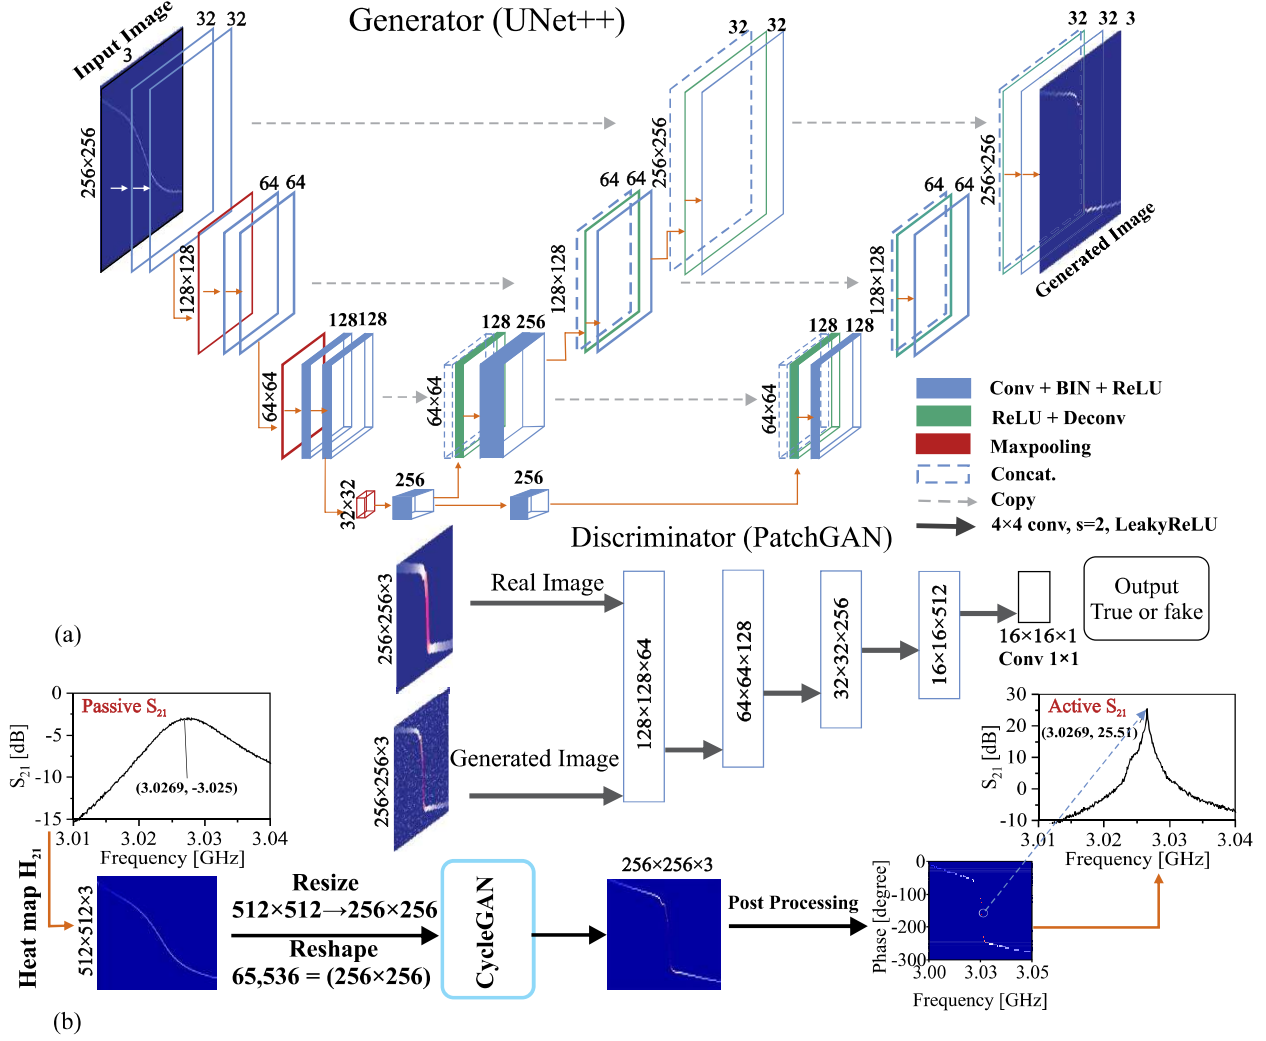 Generator (UNet++)
Input Image
3
32
32
256×256
32
32
256×256
32
32
3
256×256
Generated Image
64
64
128×128
64
64
128×128
64
64
128×128
128
128
64×64
128
256
64×64
128
128
64×64
32×32
256
256
Conv + BIN + ReLU
ReLU + Deconv
Maxpooling
Concat.
Copy
4×4 conv, s=2, LeakyReLU
Discriminator (PatchGAN)
256×256×3
Real Image
256×256×3
Generated Image
128×128×64
64×64×128
32×32×256
16×16×512
16×16×1
Conv 1×1
Output
True or fake
(a)
Passive S21
(3.0269, -3.025)
S21 [dB]
0
-5
-10
-15
3.01
3.02
3.03
3.04
Frequency [GHz]
Active S21
(3.0269, 25.51)
S21 [dB]
30
20
10
0
-10
3.01
3.02
3.03
3.04
Frequency [GHz]
Heat map H21
512×512×3
Resize
512×512→256×256
Reshape
65,536 = (256×256)
CycleGAN
256×256×3
Post Processing
Phase [degree]
0
-100
-200
-300
3.00
3.03
3.05
Frequency [GHz]
(b)